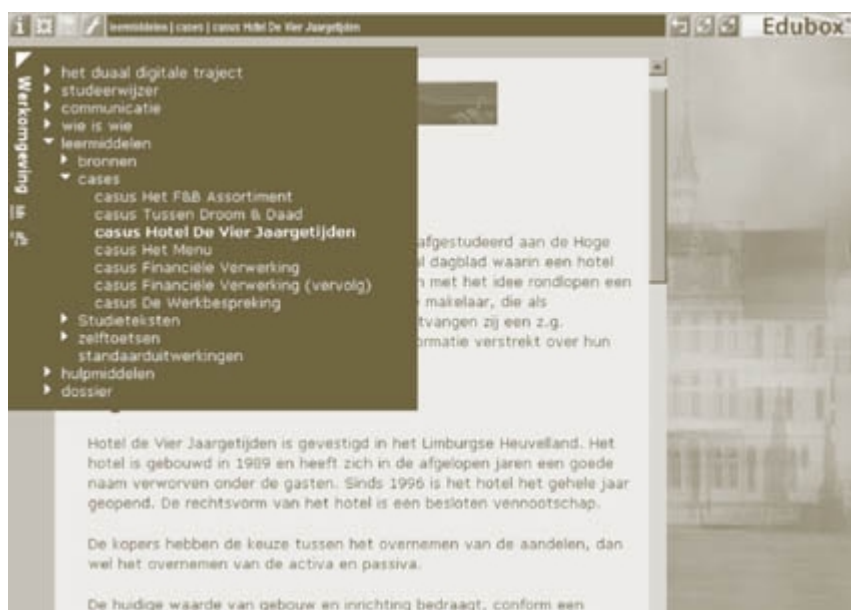 leermiddelen | cases | casus Hotel De Vier Jaargetijden
Edubox
Werkomgeving
het duaal digitale traject
studeerwijzer
communicatie
wie is wie
leermiddelen
bronnen
cases
casus Het F&B Assortiment
casus Tussen Droom & Daad
casus Hotel De Vier Jaargetijden
casus Het Menu
casus Financiële Verwerking
casus Financiële Verwerking (vervolg)
casus De Werkbespreking
Studieteksten
zelftoetsen
standaarduitwerkingen
hulpmiddelen
dossier
afgestudeerd aan de Hoge
dagblad waarin een hotel
met het idee rondlopen een
makelaar, die als
tvangen zij een z.g.
ormatie verstrekt over hun
Hotel de Vier Jaargetijden is gevestigd in het Limburgse Heuvelland. Het
hotel is gebouwd in 1989 en heeft zich in de afgelopen jaren een goede
naam verworven onder de gasten. Sinds 1996 is het hotel het gehele jaar
geopend. De rechtsvorm van het hotel is een besloten vennootschap.
De kopers hebben de keuze tussen het overnemen van de aandelen, dan
wel het overnemen van de activa en passiva.
De huidige waarde van gebouw en inrichting bedraagt, conform een